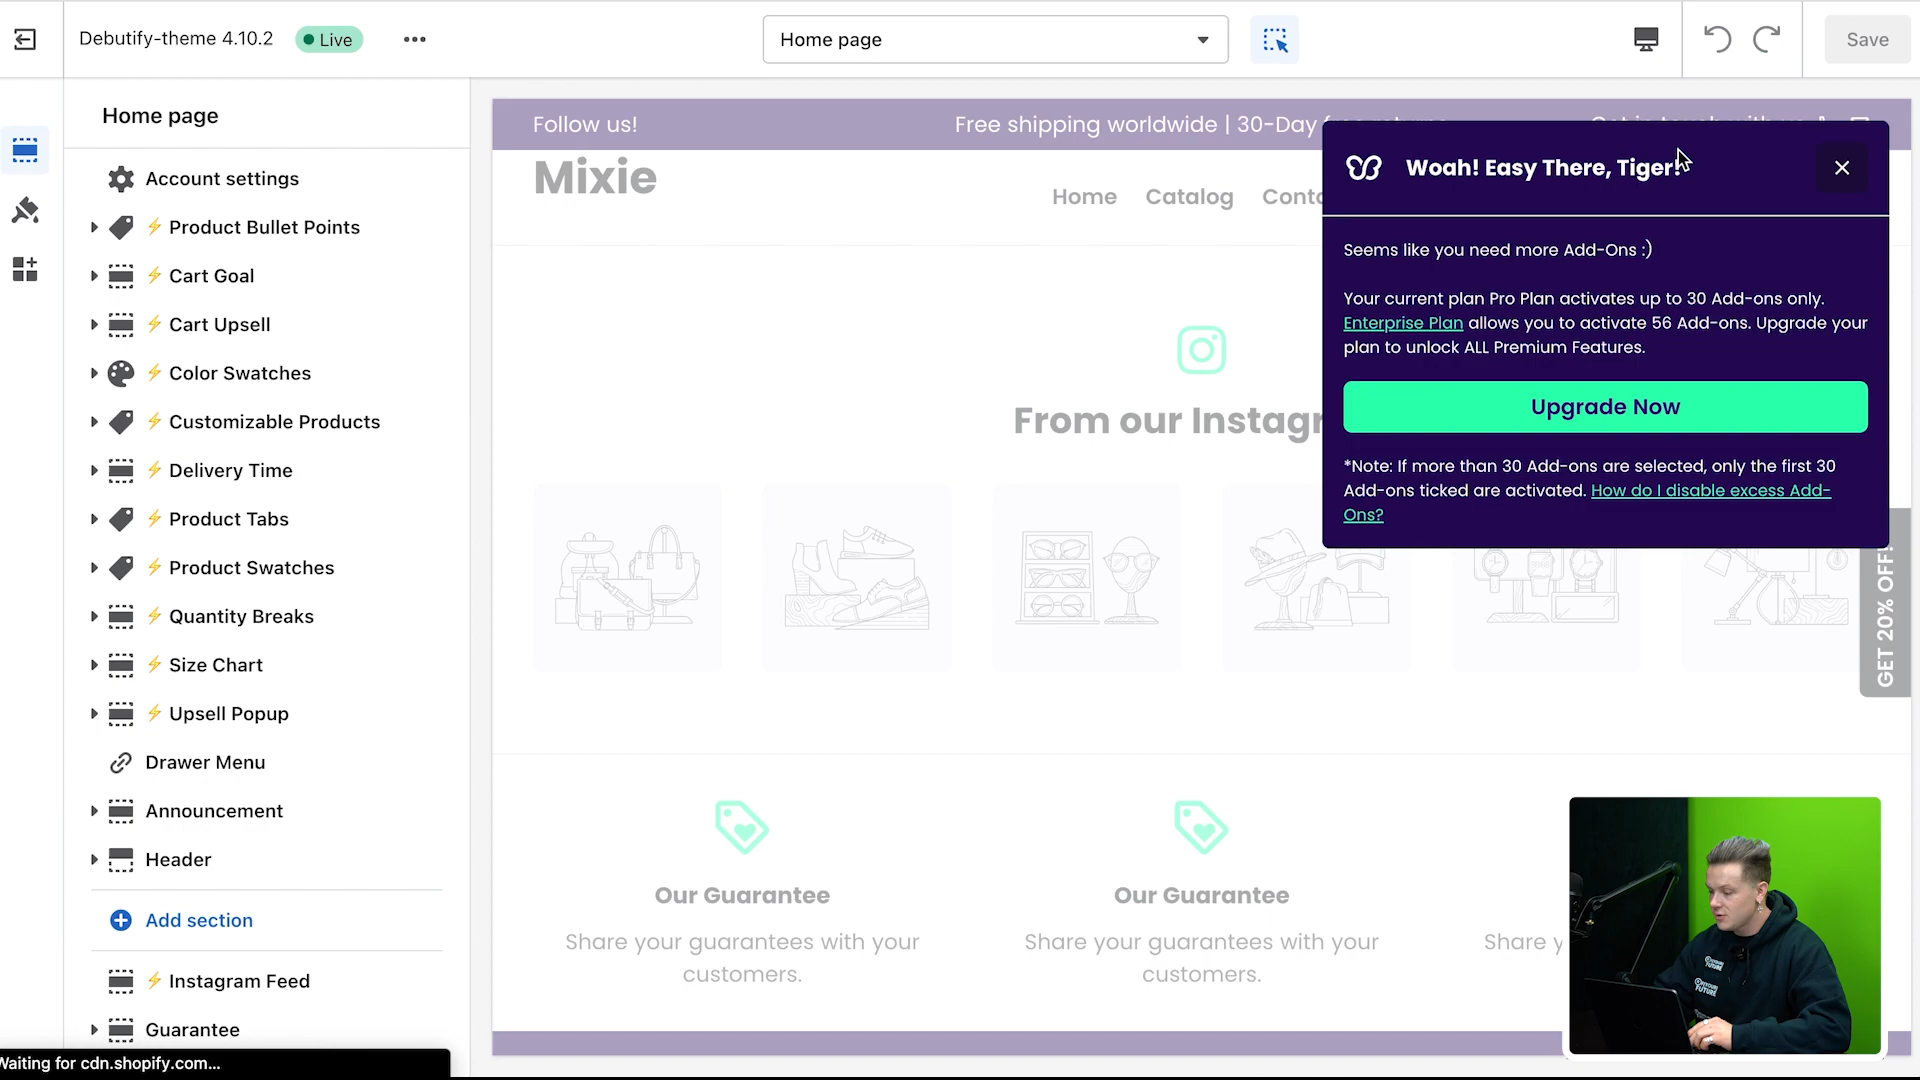 Debutify-theme 4.10.2
Live
Home page
Save
Home page
Account settings
Product Bullet Points
Cart Goal
Cart Upsell
Color Swatches
Customizable Products
Delivery Time
Product Tabs
Product Swatches
Quantity Breaks
Size Chart
Upsell Popup
Drawer Menu
Announcement
Header
Add section
Instagram Feed
Guarantee
Waiting for cdn.shopify.com...
Follow us!
Free shipping worldwide | 30-Day
Mixie
Home
Catalog
From our Instagr
Woah! Easy There, Tiger!
Seems like you need more Add-Ons :)
Your current plan Pro Plan activates up to 30 Add-ons only.
Enterprise Plan allows you to activate 56 Add-ons. Upgrade your
plan to unlock ALL Premium Features.
Upgrade Now
*Note: If more than 30 Add-ons are selected, only the first 30
Add-ons ticked are activated. How do I disable excess Add-
Ons?
GET 20% OFF!
Our Guarantee
Share your guarantees with your
customers.
Our Guarantee
Share your guarantees with your
customers.
Share y